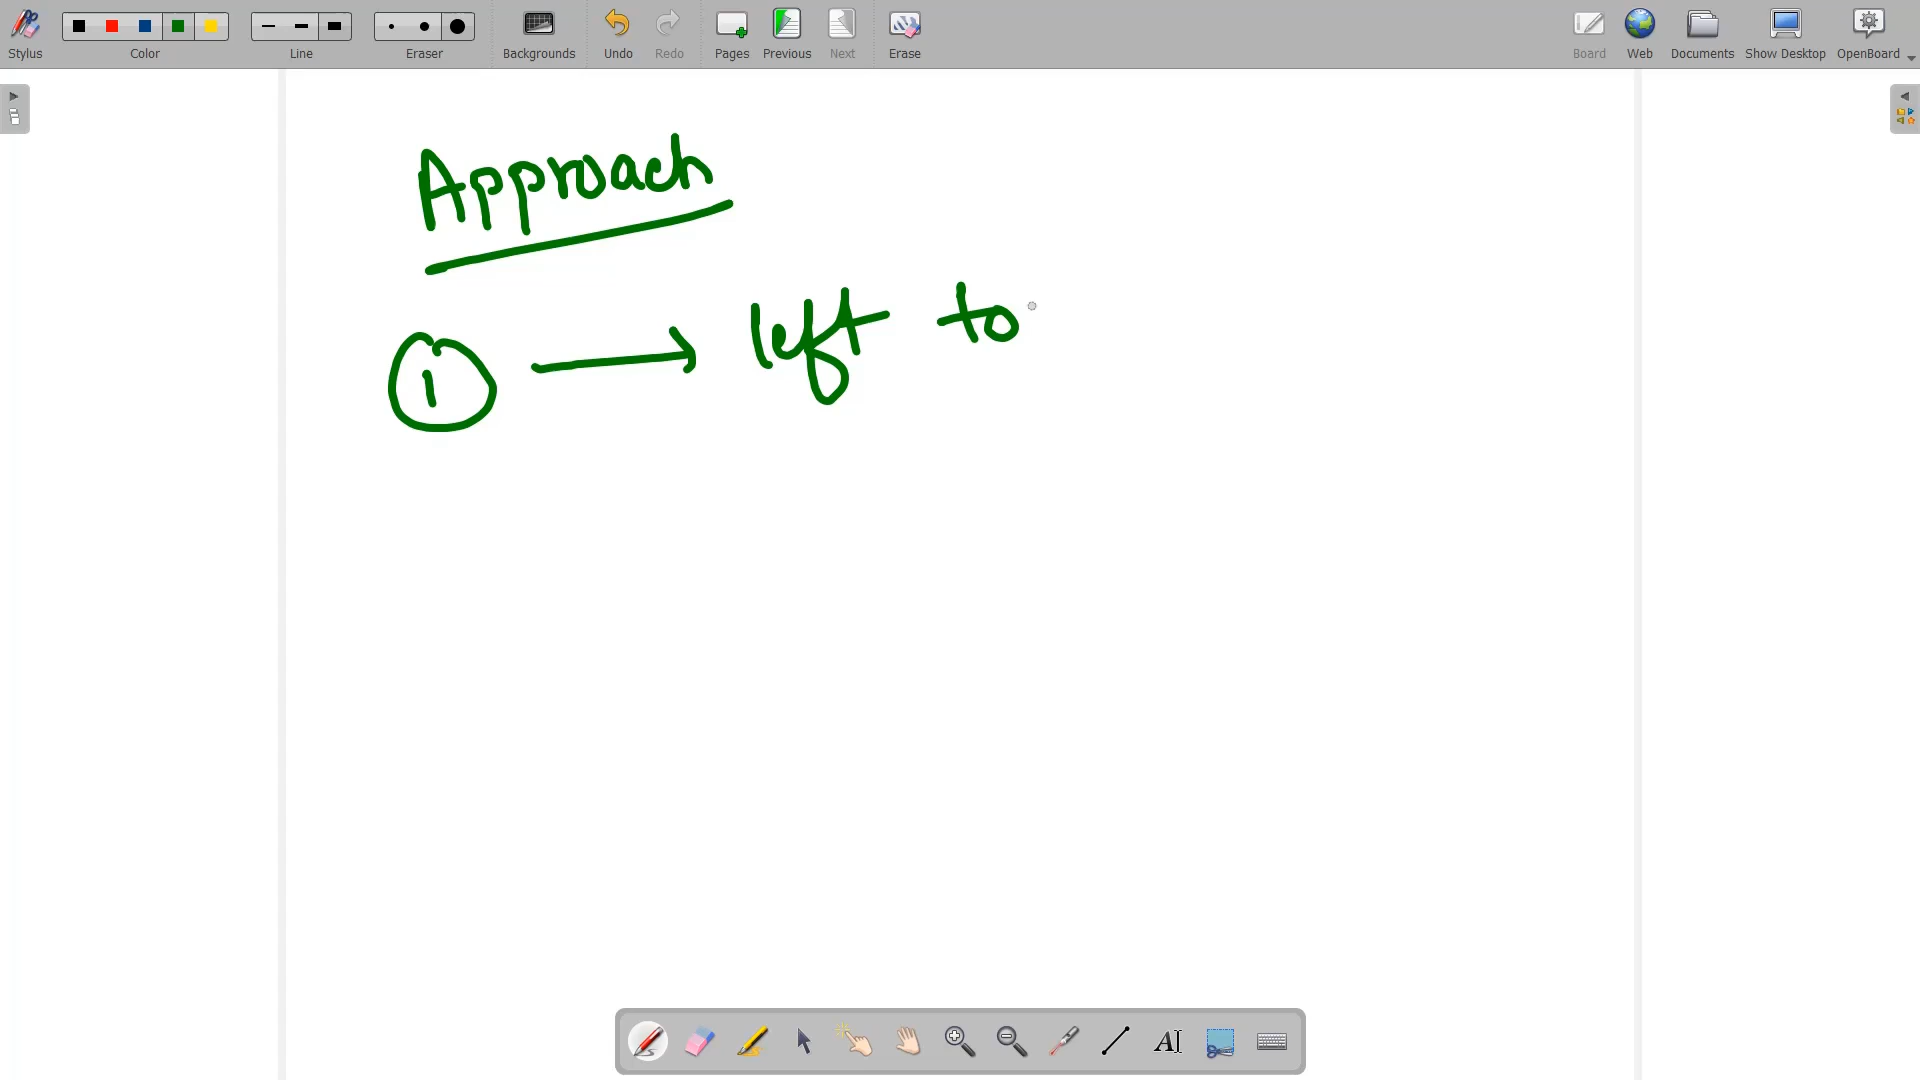 Stylus Color Line Eraser Backgrounds Undo Redo Pages Previous Next Erase Board Web Documents Show Desktop OpenBoard
Approach
1 → left to
AI